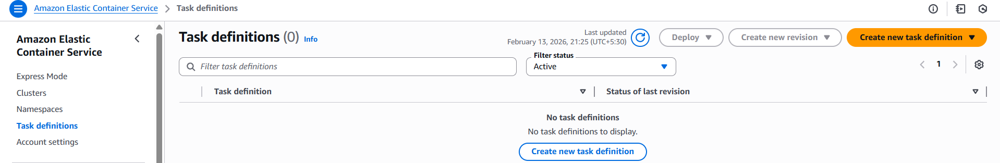 Amazon Elastic Container Service > Task definitions
Amazon Elastic
Container Service
Express Mode
Clusters
Namespaces
Task definitions
Account settings
Task definitions (0) Info
Last updated
February 13, 2026, 21:25 (UTC+5:30)
Deploy
Create new revision
Create new task definition
Filter task definitions
Filter status
Active
1
Task definition
Status of last revision
No task definitions
No task definitions to display.
Create new task definition